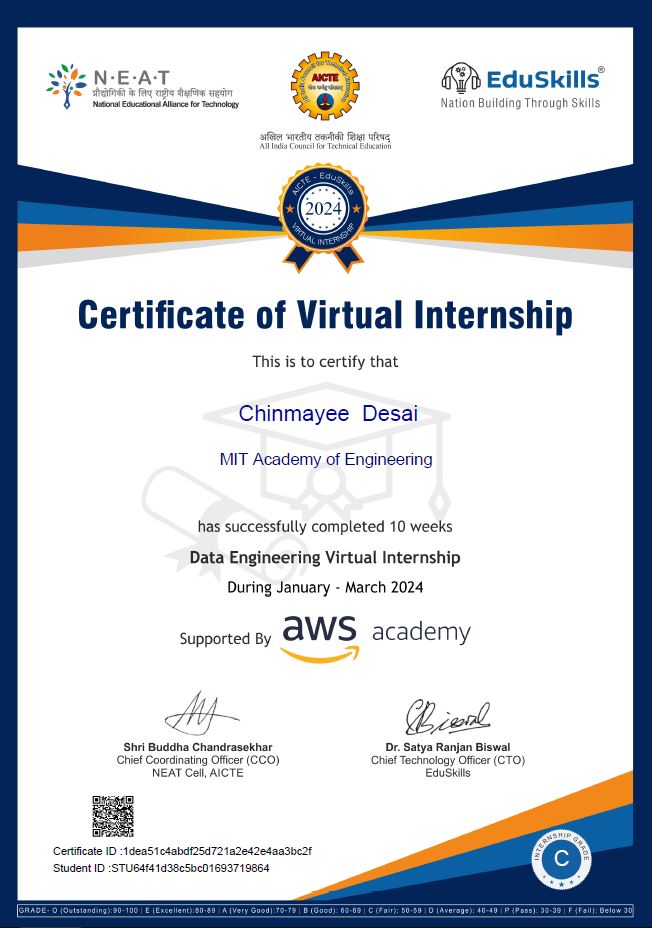 N·E·A·T
प्रौद्योगिकी के लिए राष्ट्रीय शैक्षणिक सहयोग
National Educational Alliance for Technology
AICTE
EduSkills®
Nation Building Through Skills
अखिल भारतीय तकनीकी शिक्षा परिषद्
All India Council for Technical Education
AICTE - EduSkills
2024
VIRTUAL INTERNSHIP
Certificate of Virtual Internship
This is to certify that
Chinmayee Desai
MIT Academy of Engineering
has successfully completed 10 weeks
Data Engineering Virtual Internship
During January - March 2024
Supported By aws academy
Shri Buddha Chandrasekhar
Chief Coordinating Officer (CCO)
NEAT Cell, AICTE
Dr. Satya Ranjan Biswal
Chief Technology Officer (CTO)
EduSkills
Certificate ID :1dea51c4abdf25d721a2e42e4aa3bc2f
Student ID :STU64f41d38c5bc01693719864
INTERNSHIP GRADE
C
GRADE- O (Outstanding):90-100 | E (Excellent):80-89 | A (Very Good):70-79 | B (Good): 60-69 | C (Fair): 50-59 | D (Average): 40-49 | P (Pass): 30-39 | F (Fail): Below 30